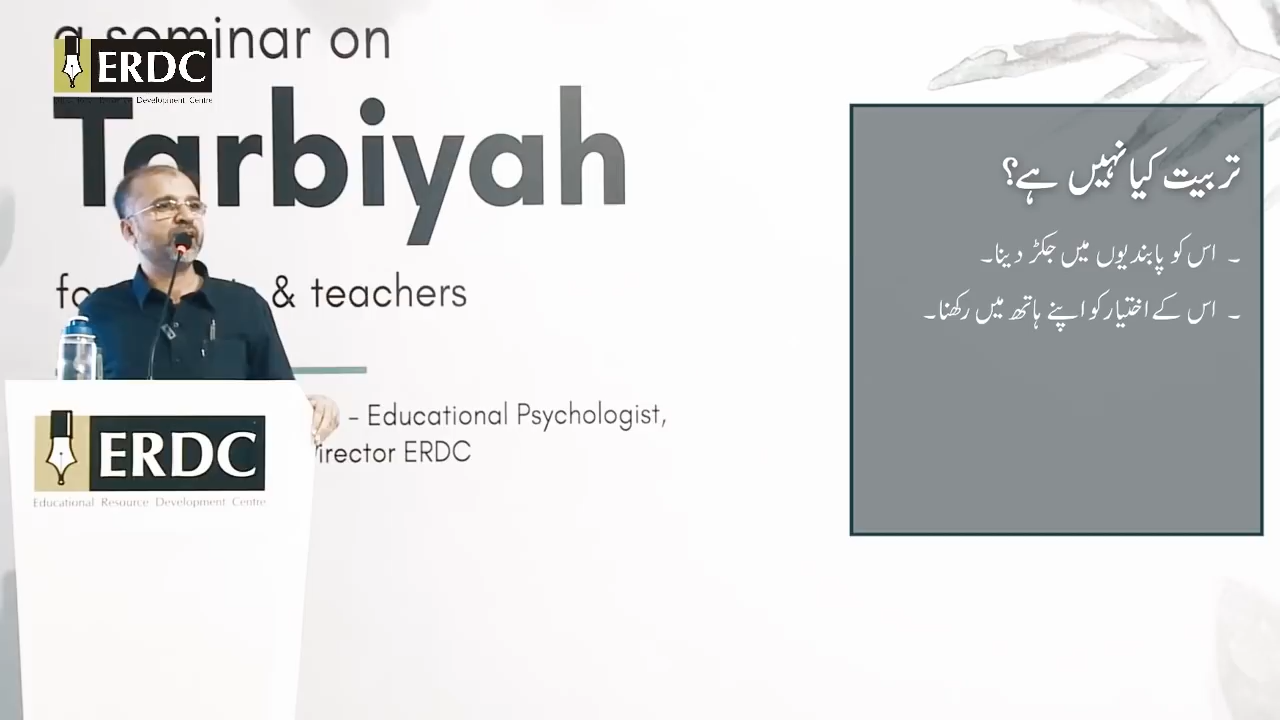 a seminar on
ERDC
Development Centre
Tarbiyah
& teachers
– Educational Psychologist,
Director ERDC
ERDC
Educational Resource Development Centre
تربیت کیا نہیں ہے؟
۔ اس کو پابندیوں میں جکڑ دینا۔
۔ اس کے اختیار کو اپنے ہاتھ میں رکھنا۔